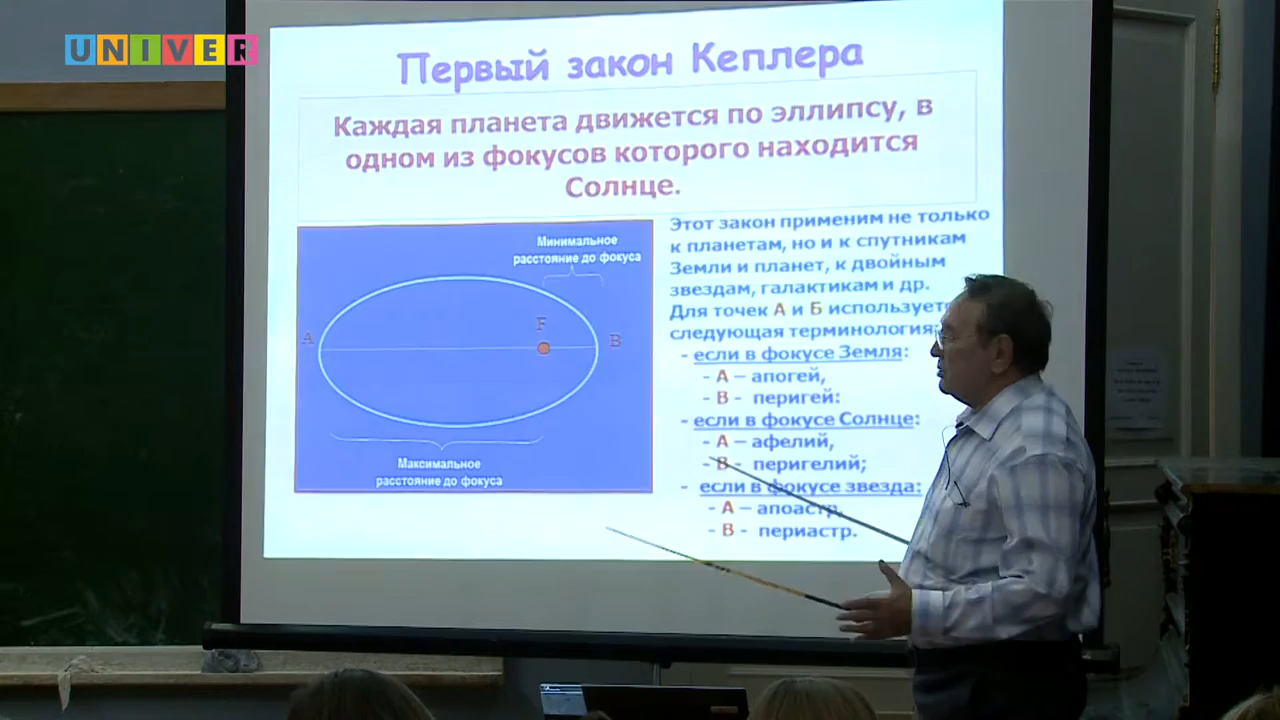 UNIVER
Первый закон Кеплера
Каждая планета движется по эллипсу, в
одном из фокусов которого находится
Солнце.
Минимальное
расстояние до фокуса
A
F
B
Максимальное
расстояние до фокуса
Этот закон применим не только
к планетам, но и к спутникам
Земли и планет, к двойным
звездам, галактикам и др.
Для точек А и Б используется
следующая терминология:
- если в фокусе Земля:
- А – апогей,
- В - перигей:
- если в фокусе Солнце:
- А – афелий,
- В - перигелий;
- если в фокусе звезда:
- А – апоастр,
- В - периастр.